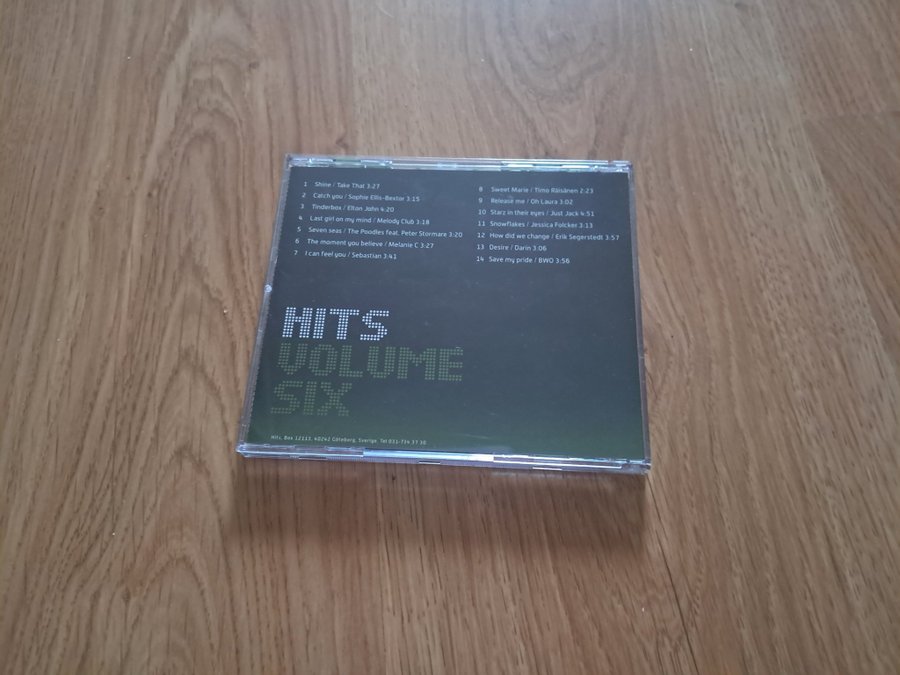 1 Shine / Take That 3:27
2 Catch you / Sophie Ellis-Bextor 3:15
3 Tinderbox / Elton John 4:20
4 Last girl on my mind / Melody Club 3:18
5 Seven seas / The Poodles feat. Peter Stormare 3:20
6 The moment you believe / Melanie C 3:27
7 I can feel you / Sebastian 3:41
8 Sweet Marie / Timo Räisänen 2:23
9 Release me / Oh Laura 3:02
10 Starz in their eyes / Just Jack 4:51
11 Snowflakes / Jessica Folcker 3:13
12 How did we change / Erik Segerstedt 3:57
13 Desire / Darin 3:06
14 Save my pride / BWO 3:56
HITS
VOLUME
SIX
Hits, Box 12113, 40242 Göteborg, Sverige. Tel 031-734 37 30